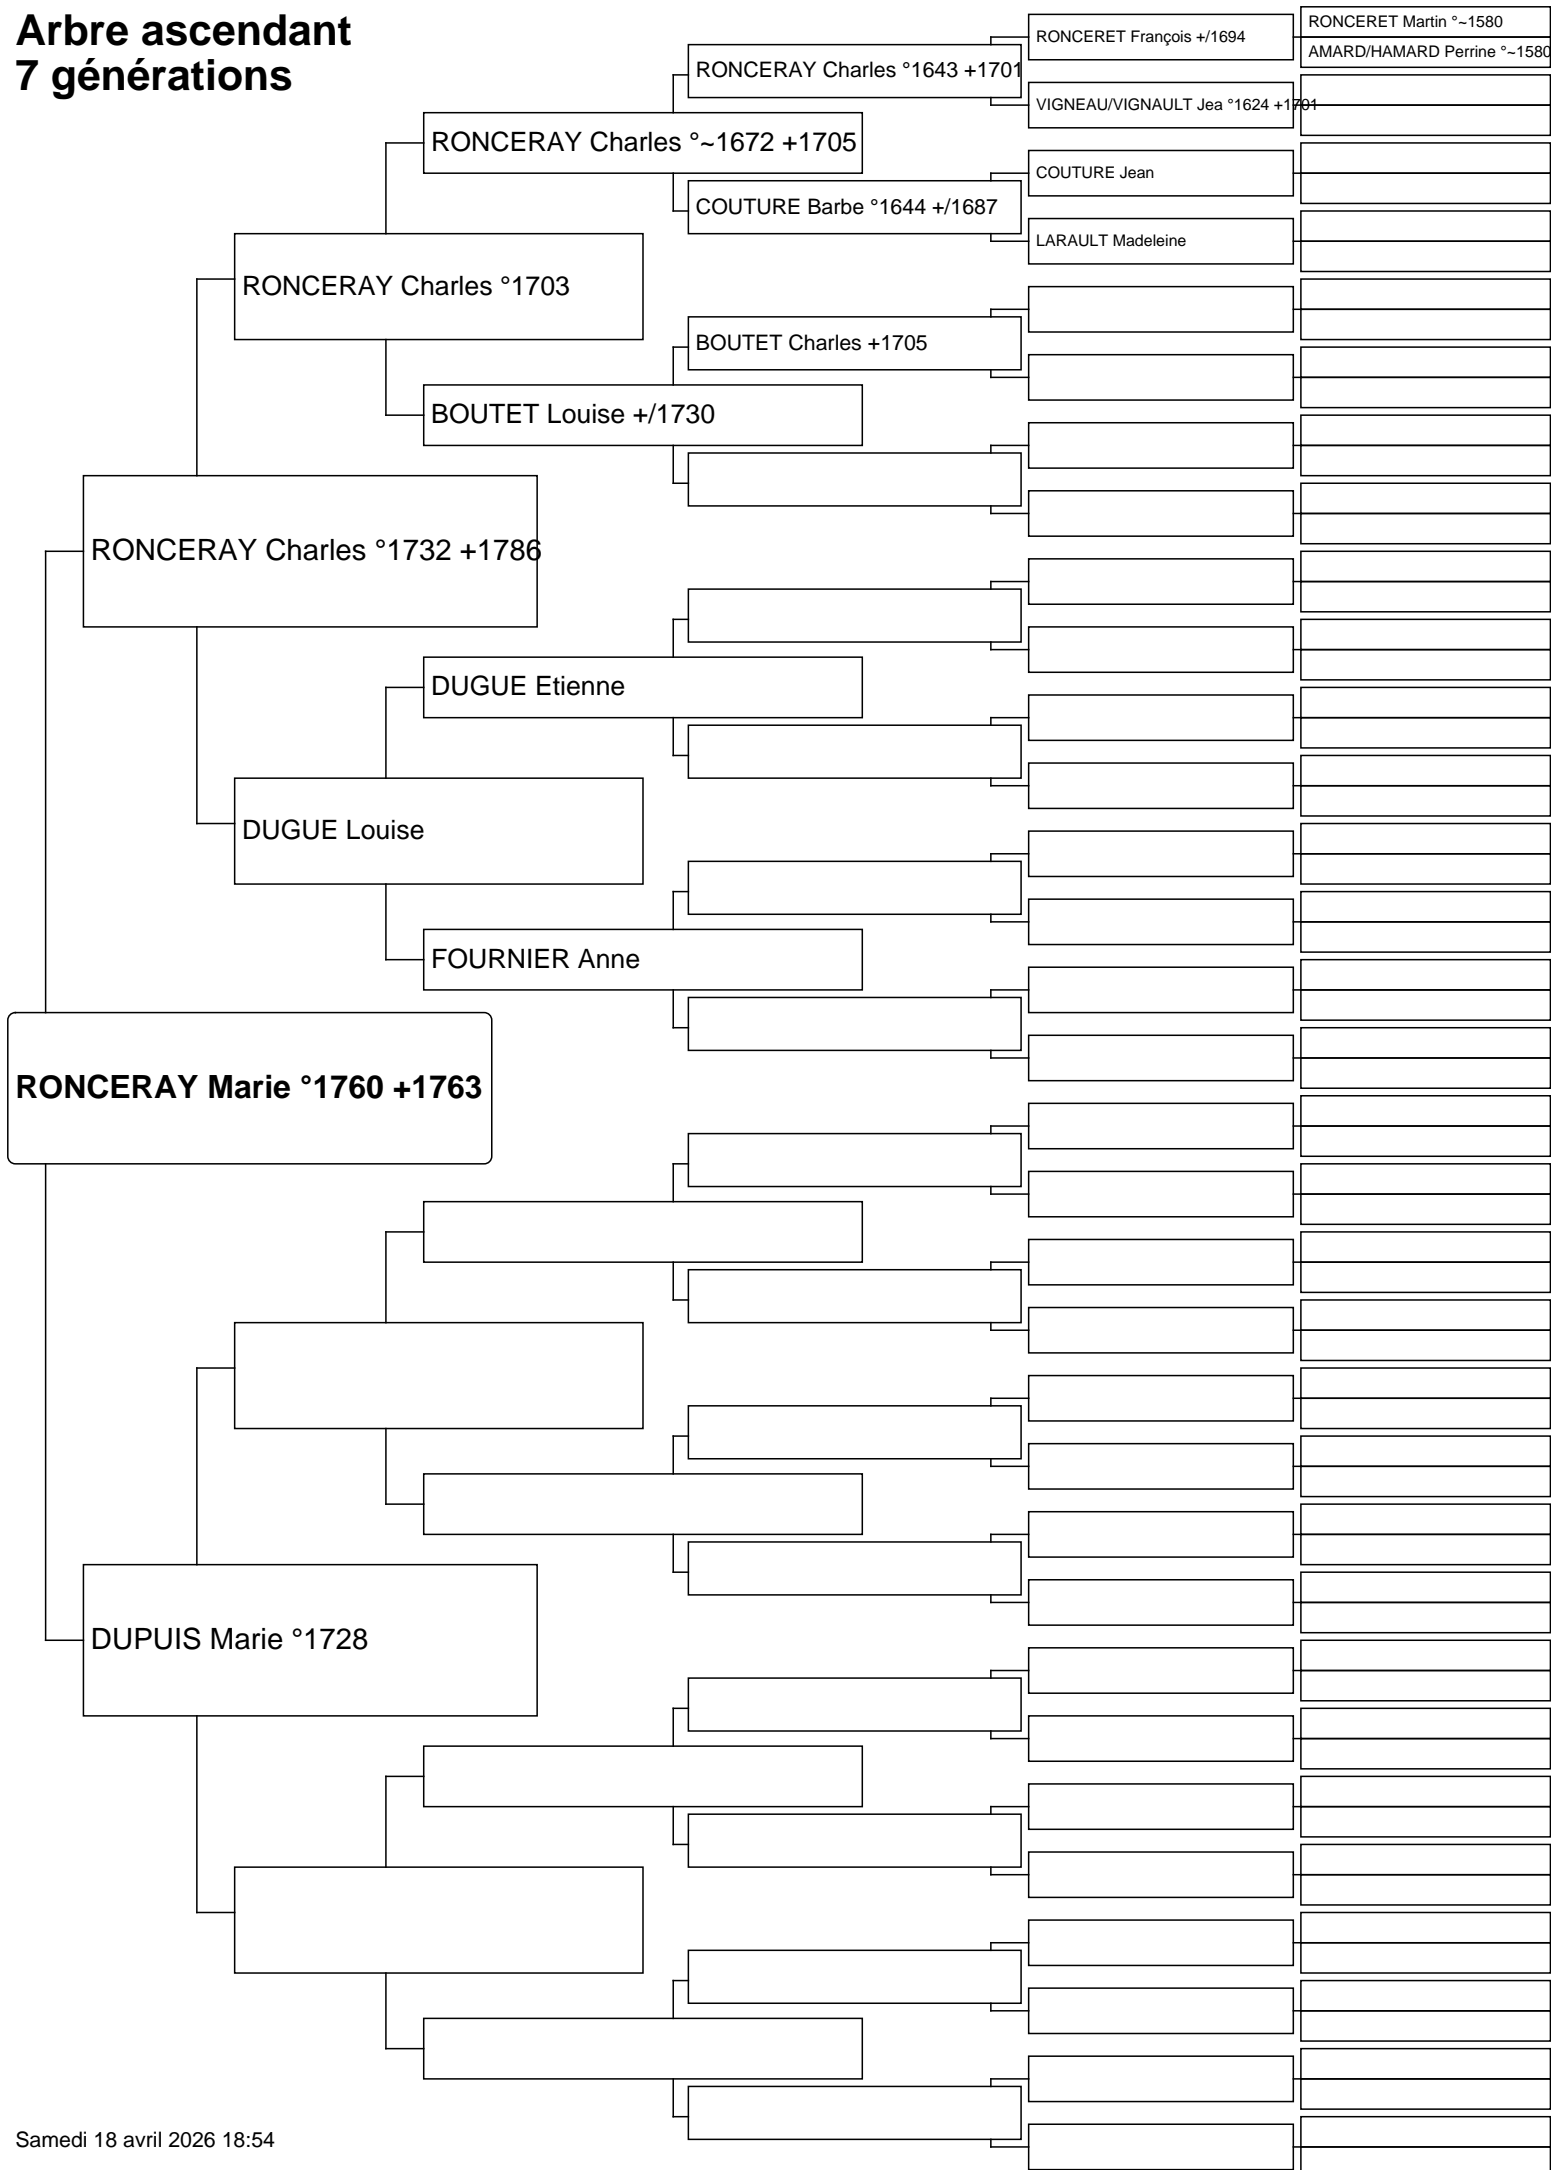 Arbre ascendant
7 générations
RONCERET Martin °~1580
RONCERET François +/1694
AMARD/HAMARD Perrine °~1580
RONCERAY Charles °1643 +1701
VIGNEAU/VIGNAULT Jea °1624 +1701
RONCERAY Charles °~1672 +1705
COUTURE Jean
COUTURE Barbe °1644 +/1687
LARAULT Madeleine
RONCERAY Charles °1703
BOUTET Charles +1705
BOUTET Louise +/1730
RONCERAY Charles °1732 +1786
DUGUE Etienne
DUGUE Louise
FOURNIER Anne
RONCERAY Marie °1760 +1763
DUPUIS Marie °1728
Samedi 18 avril 2026 18:54